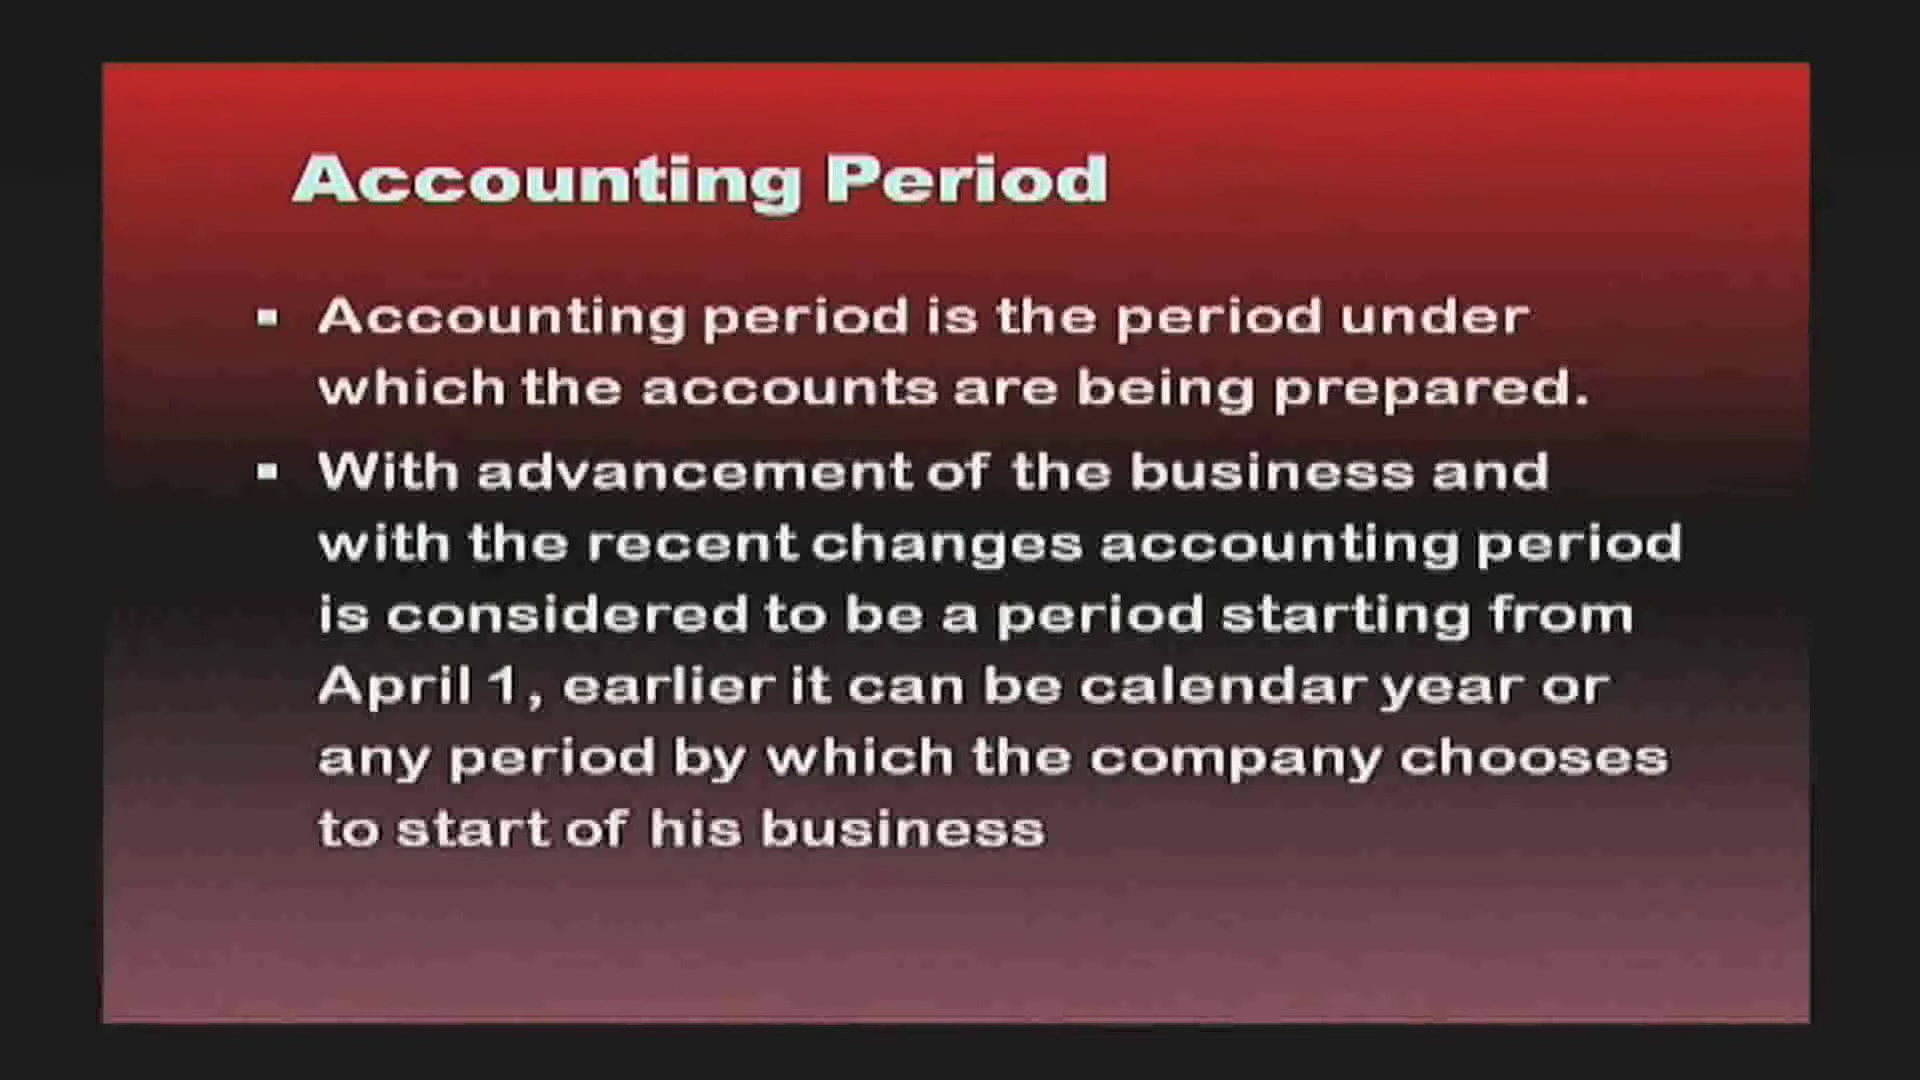 Accounting Period
▪ Accounting period is the period under
which the accounts are being prepared.
▪ With advancement of the business and
with the recent changes accounting period
is considered to be a period starting from
April 1, earlier it can be calendar year or
any period by which the company chooses
to start of his business